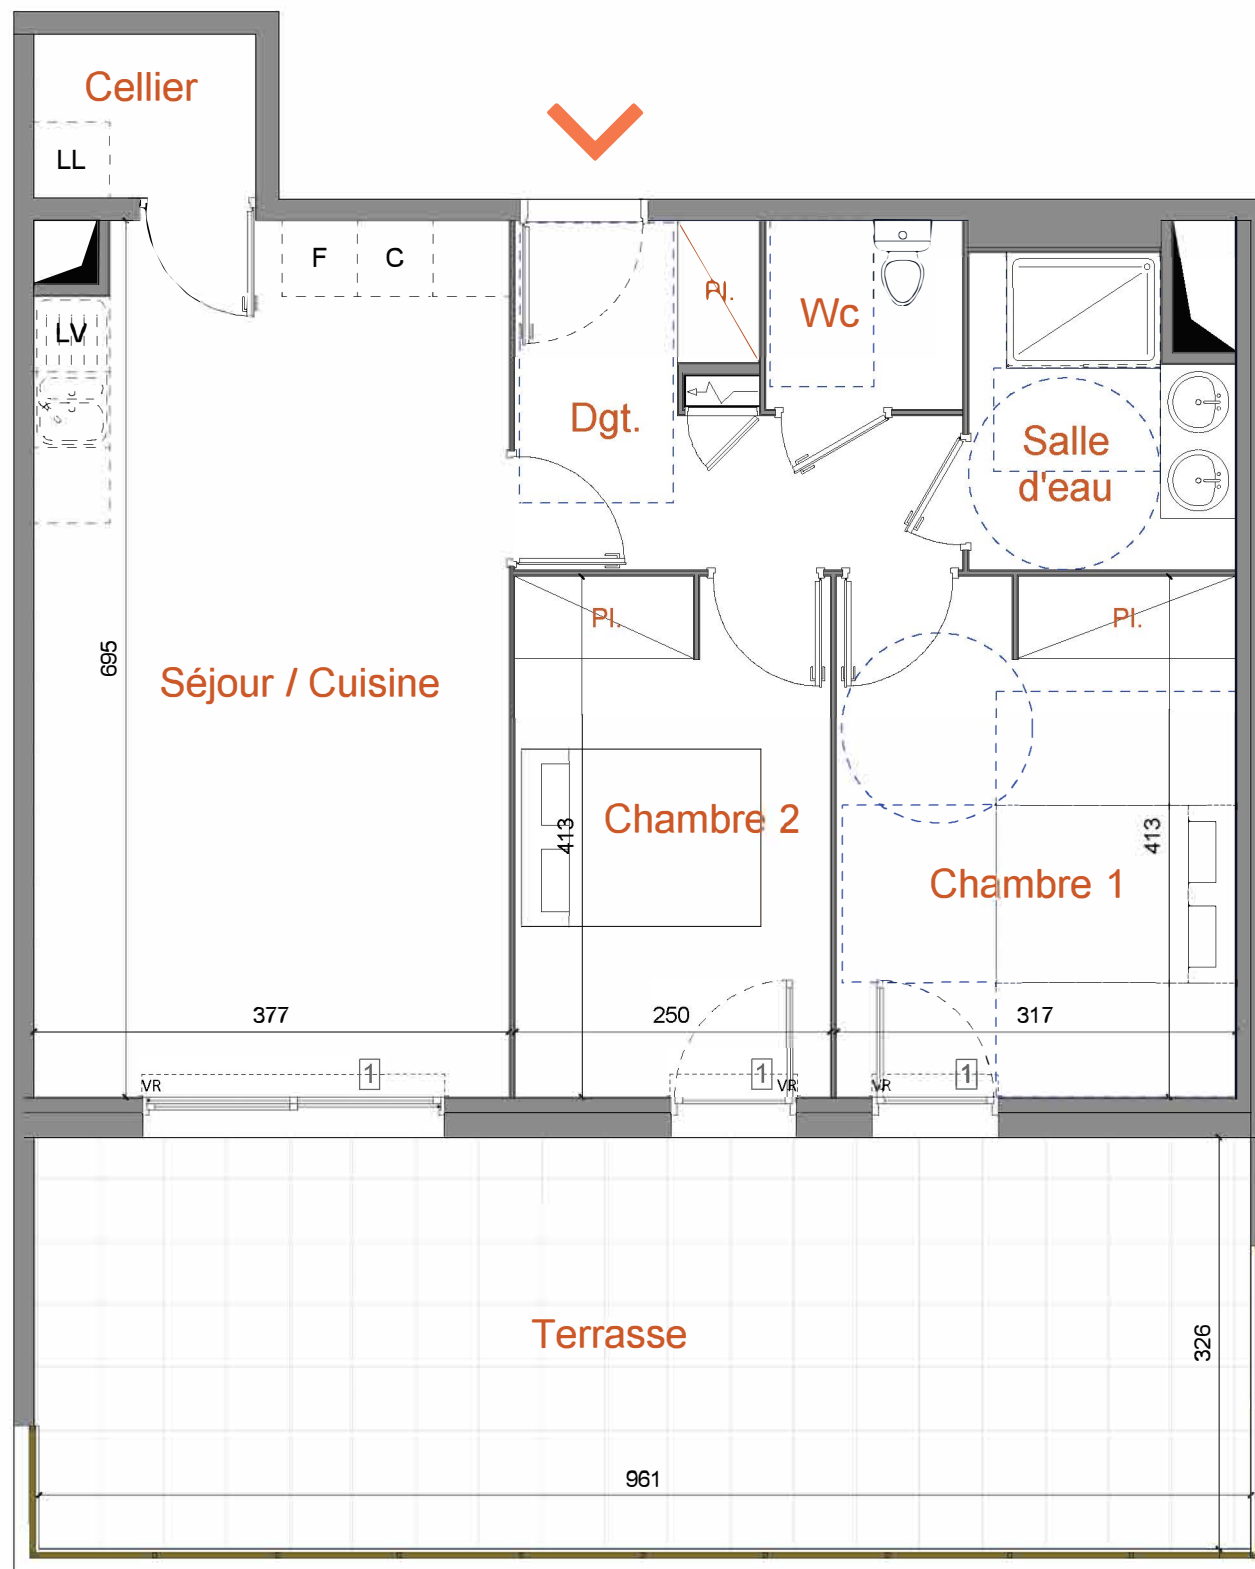 Cellier
LL
F
C
Pl.
Wc
LV
Dgt.
Salle
d'eau
Pl.
Pl.
695
Séjour / Cuisine
Chambre 2
413
413
Chambre 1
377
250
317
1
1
1
VR
VR
VR
Terrasse
326
961